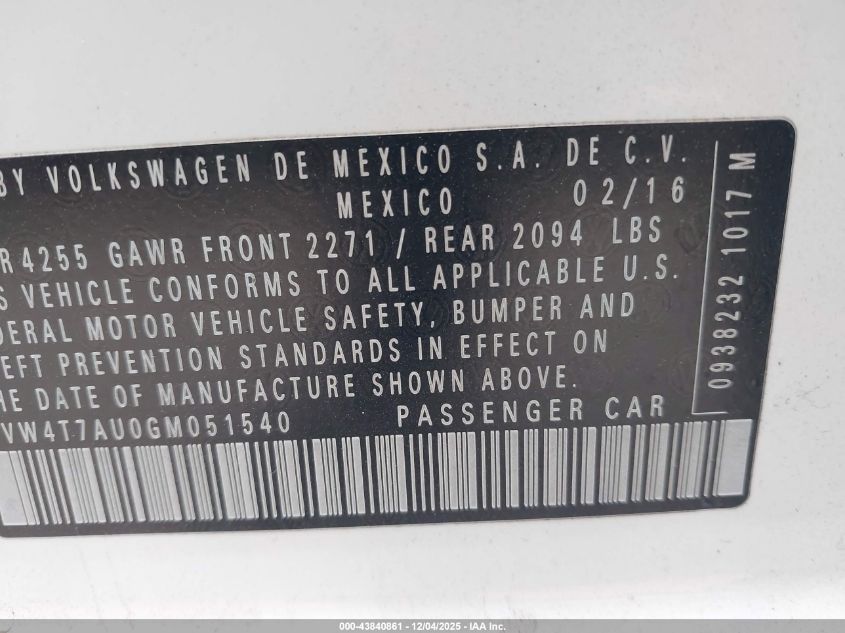 BY VOLKSWAGEN DE MEXICO S.A. DE C.V.
MEXICO 02/16
R 4255 GAWR FRONT 2271 / REAR 2094 LBS
S VEHICLE CONFORMS TO ALL APPLICABLE U.S.
DERAL MOTOR VEHICLE SAFETY, BUMPER AND
EFT PREVENTION STANDARDS IN EFFECT ON
HE DATE OF MANUFACTURE SHOWN ABOVE.
VW4T7AU0GM051540 PASSENGER CAR
0938232 1017 M
000-43840861 - 12/04/2025 - IAA Inc.